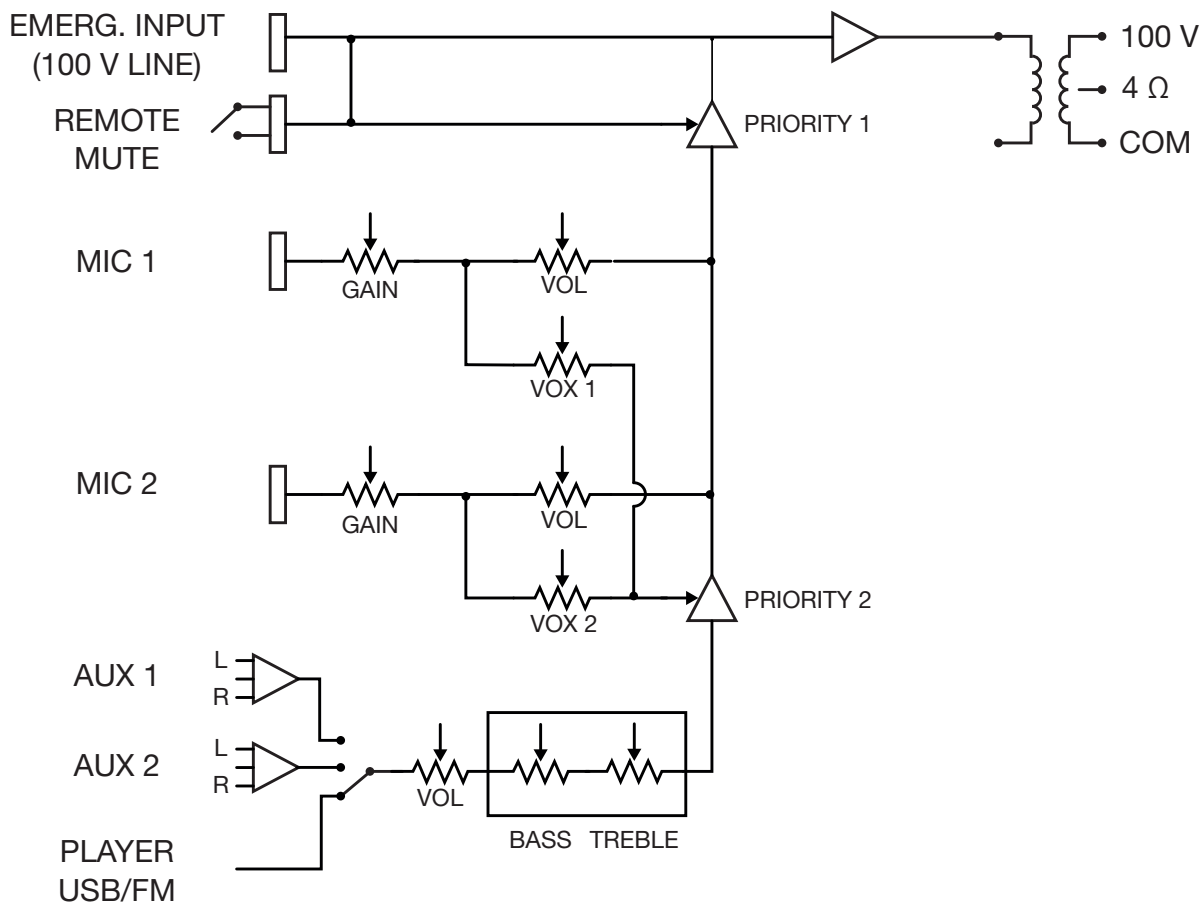 EMERG. INPUT
(100 V LINE)
100 V
4 Ω
COM
REMOTE
MUTE
PRIORITY 1
MIC 1
GAIN
VOL
VOX 1
MIC 2
GAIN
VOL
VOX 2
PRIORITY 2
AUX 1
L
R
AUX 2
L
R
VOL
BASS TREBLE
PLAYER
USB/FM